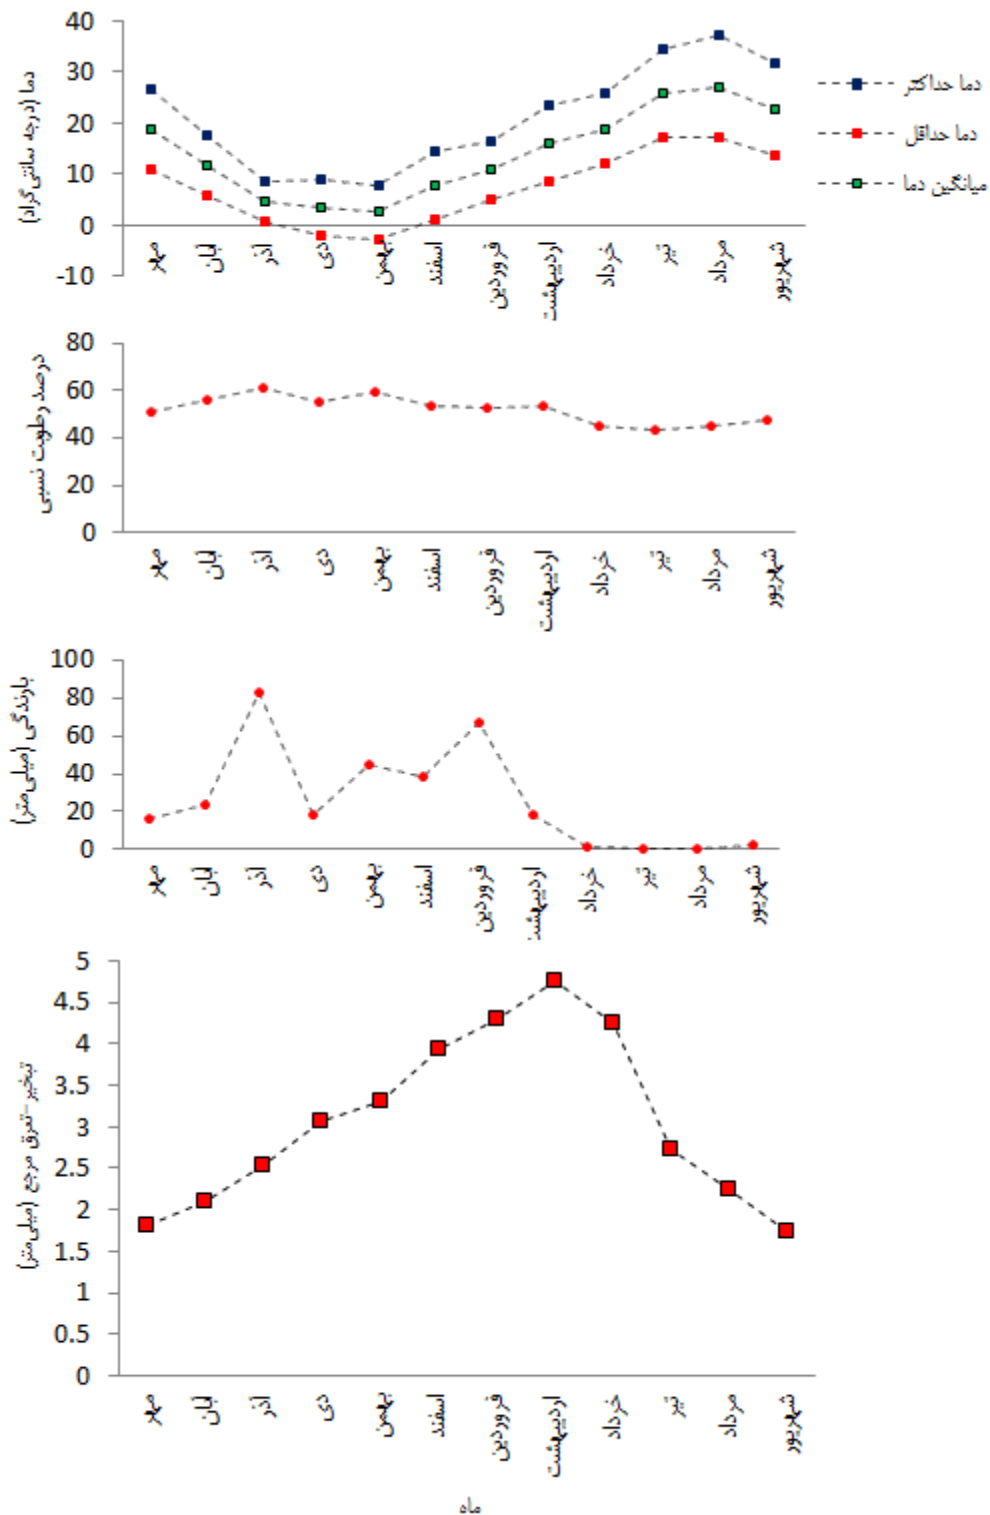 دما (درجه سانتی‌گراد)
40
30
20
10
0
-10
مهر
آبان
آذر
دی
بهمن
اسفند
فروردین
اردیبهشت
خرداد
تیر
مرداد
شهریور
دما حداکثر
دما حداقل
میانگین دما
درصد رطوبت نسبی
80
60
40
20
0
مهر
آبان
آذر
دی
بهمن
اسفند
فروردین
اردیبهشت
خرداد
تیر
مرداد
شهریور
بارندگی (میلی‌متر)
100
80
60
40
20
0
مهر
آبان
آذر
دی
بهمن
اسفند
فروردین
اردیبهشت
خرداد
تیر
مرداد
شهریور
تبخیر-تعرق مرجع (میلی‌متر)
5
4.5
4
3.5
3
2.5
2
1.5
1
0.5
0
مهر
آبان
آذر
دی
بهمن
اسفند
فروردین
اردیبهشت
خرداد
تیر
مرداد
شهریور
ماه